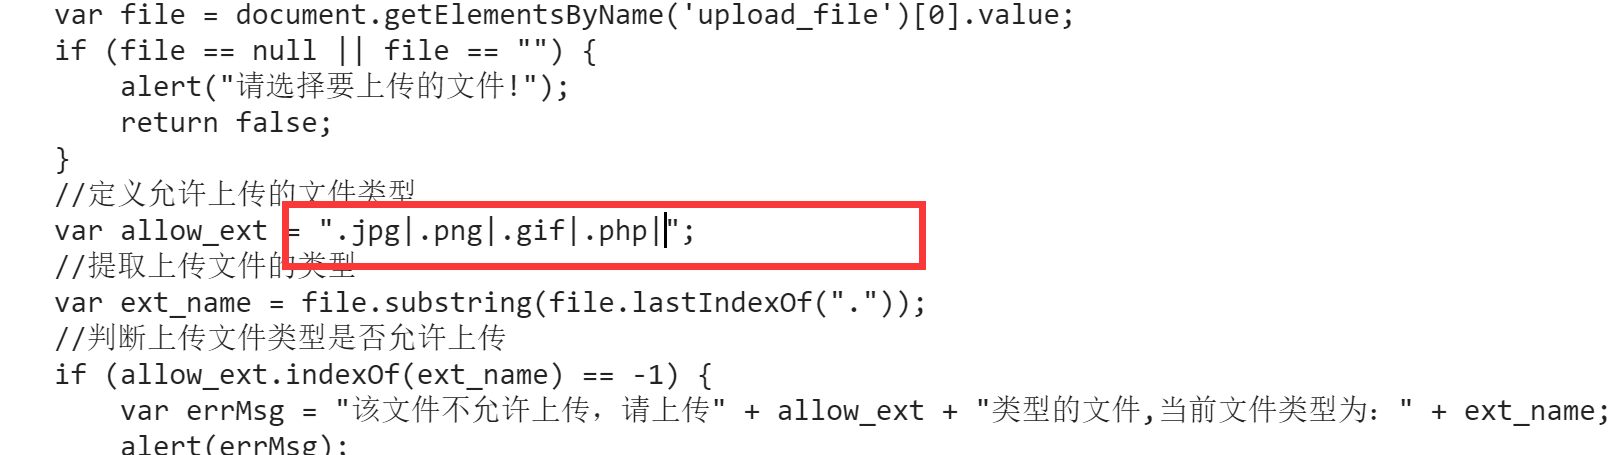 var file = document.getElementsByName('upload_file')[0].value;
if (file == null || file == "") {
alert("请选择要上传的文件!");
return false;
}
//定义允许上传的文件类型
var allow_ext = ".jpg|.png|.gif|.php|";
//提取上传文件的类型
var ext_name = file.substring(file.lastIndexOf("."));
//判断上传文件类型是否允许上传
if (allow_ext.indexOf(ext_name) == -1) {
var errMsg = "该文件不允许上传，请上传" + allow_ext + "类型的文件,当前文件类型为：" + ext_name;
alert(errMsg);